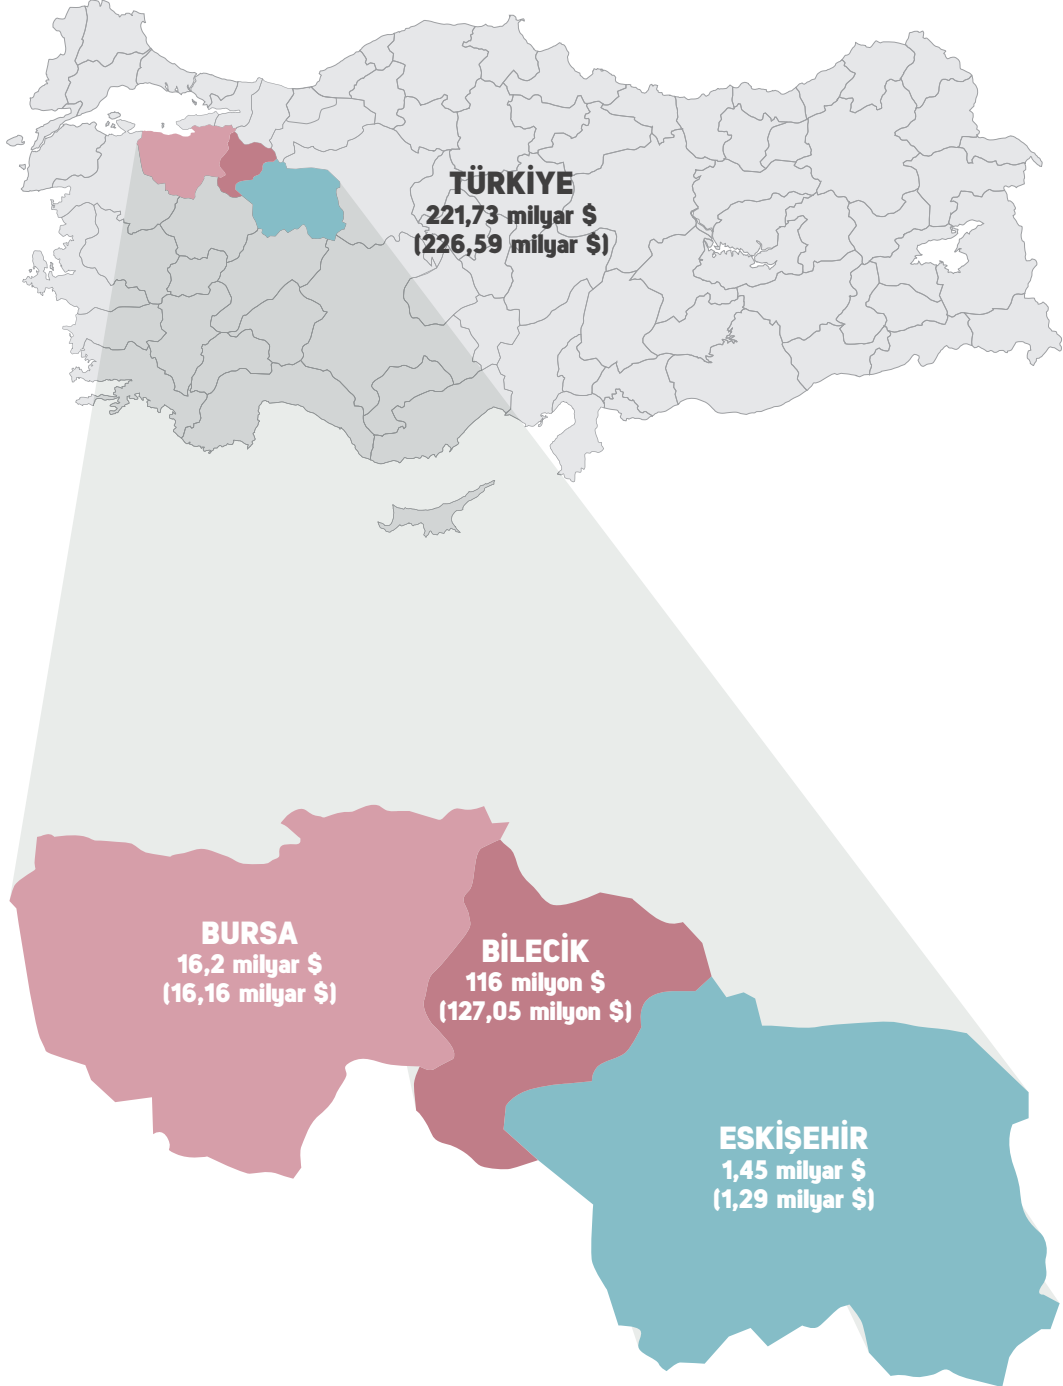 TÜRKİYE
221,73 milyar $
(226,59 milyar $)
BURSA
16,2 milyar $
(16,16 milyar $)
BİLECİK
116 milyon $
(127,05 milyon $)
ESKİŞEHİR
1,45 milyar $
(1,29 milyar $)